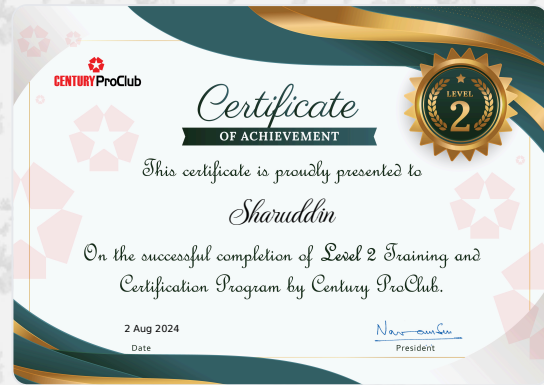 CENTURY ProClub
LEVEL
2
Certificate
OF ACHIEVEMENT
This certificate is proudly presented to
Sharuddin
On the successful completion of Level 2 Training and
Certification Program by Century ProClub.
2 Aug 2024
Date
President